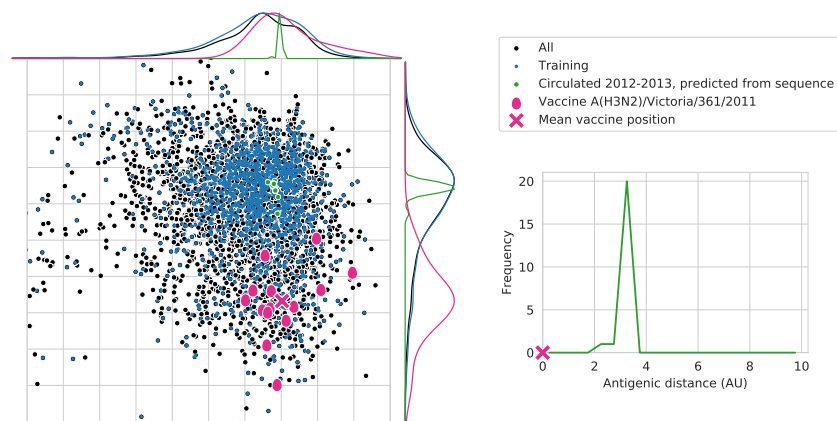 All
Training
Circulated 2012-2013, predicted from sequence
Vaccine A(H3N2)/Victoria/361/2011
Mean vaccine position
20
15
10
5
0
Frequency
0 2 4 6 8 10
Antigenic distance (AU)